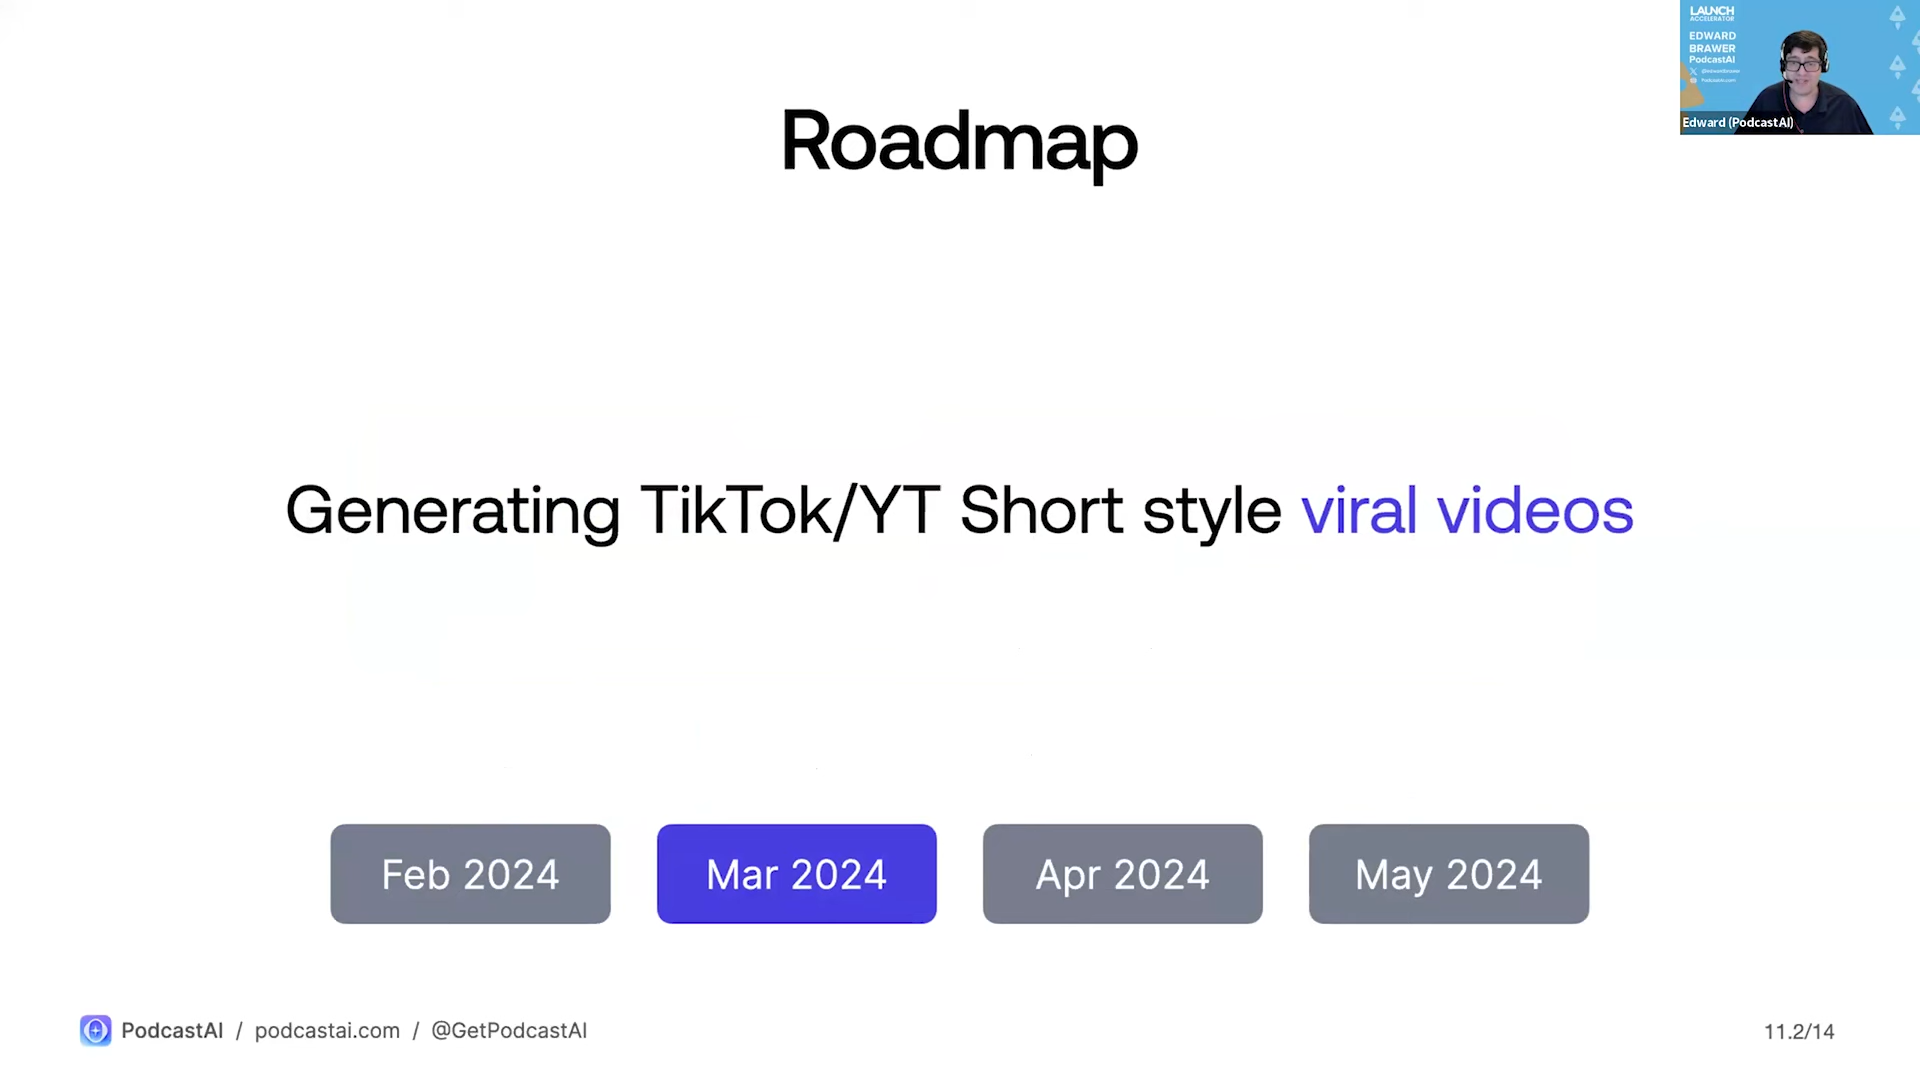 LAUNCH
ACCELERATOR
EDWARD
BRAWER
PodcastAI
Edward (PodcastAI)
Roadmap
Generating TikTok/YT Short style viral videos
Feb 2024
Mar 2024
Apr 2024
May 2024
PodcastAI / podcastai.com / @GetPodcastAI
11.2/14